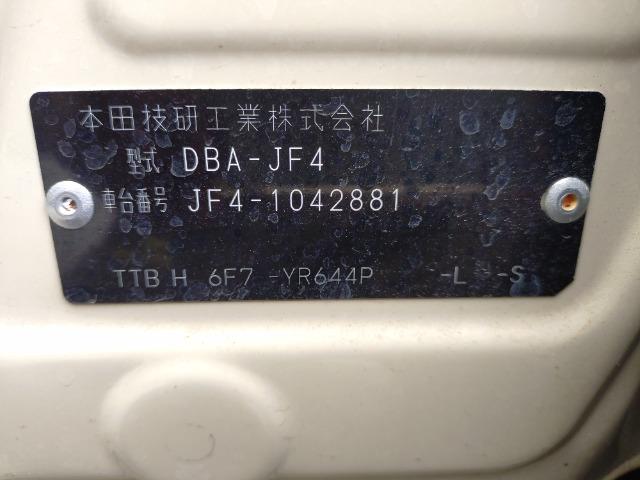 本田技研工業株式会社
型式 DBA-JF4
車台番号 JF4-1042881
TTB H 6F7 -YR644P -L -S